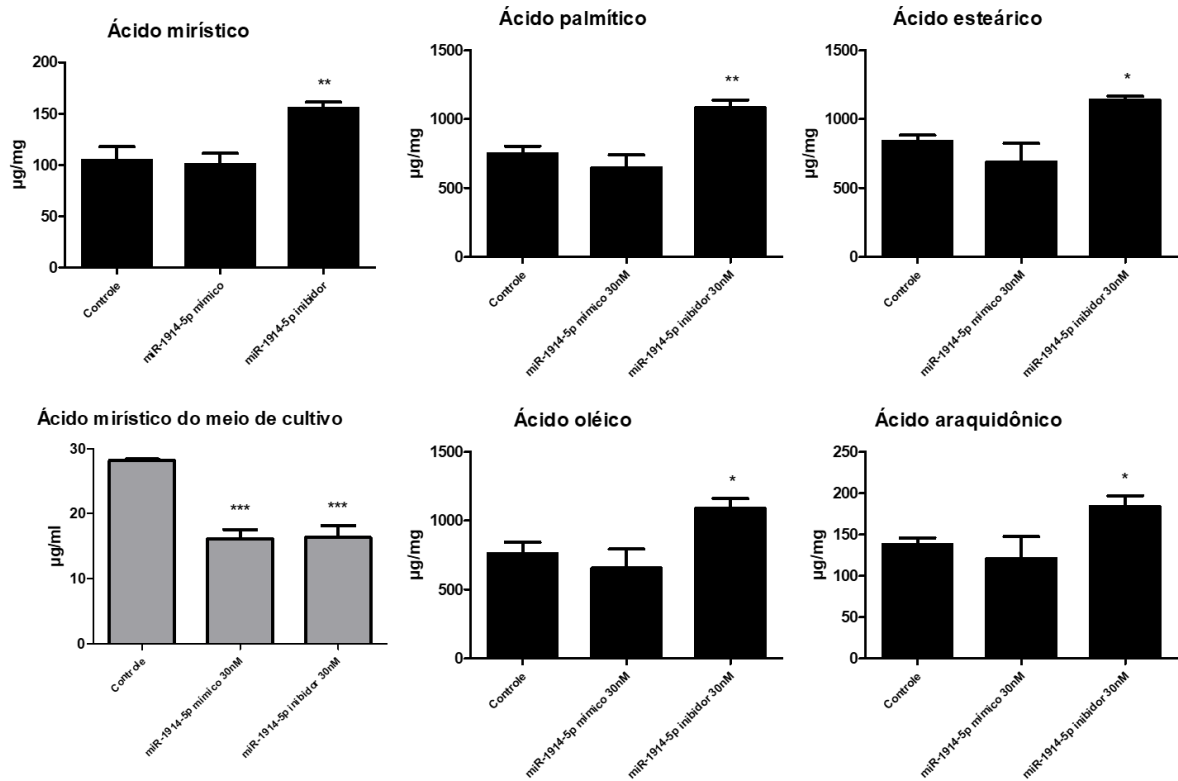 Ácido mirístico
200
150
100
50
0
µg/mg
**
Controle
miR-1914-5p mímico
miR-1914-5p inibidor
Ácido palmítico
1500
1000
500
0
µg/mg
**
Controle
miR-1914-5p mímico 30nM
miR-1914-5p inibidor 30nM
Ácido esteárico
1500
1000
500
0
µg/mg
*
Controle
miR-1914-5p mímico 30nM
miR-1914-5p inibidor 30nM
Ácido mirístico do meio de cultivo
30
20
10
0
µg/ml
***
***
Controle
miR-1914-5p mímico 30nM
miR-1914-5p inibidor 30nM
Ácido oléico
1500
1000
500
0
µg/mg
*
Controle
miR-1914-5p mímico 30nM
miR-1914-5p inibidor 30nM
Ácido araquidônico
250
200
150
100
50
0
µg/mg
*
Controle
miR-1914-5p mímico 30nM
miR-1914-5p inibidor 30nM